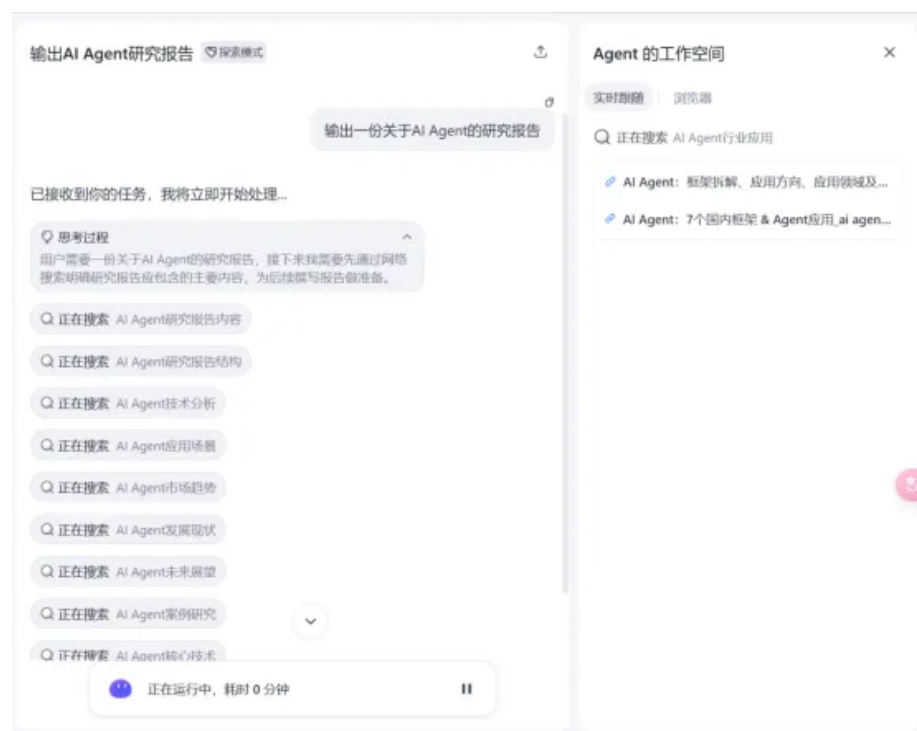 输出AI Agent研究报告 探索模式
输出一份关于AI Agent的研究报告
已接收到你的任务，我将立即开始处理...
思考过程
用户需要一份关于AI Agent的研究报告，接下来我需要先通过网络
搜索明确研究报告应包含的主要内容，为后续撰写报告做准备。
正在搜索 AI Agent研究报告内容
正在搜索 AI Agent研究报告结构
正在搜索 AI Agent技术分析
正在搜索 AI Agent应用场景
正在搜索 AI Agent市场趋势
正在搜索 AI Agent发展现状
正在搜索 AI Agent未来展望
正在搜索 AI Agent案例研究
正在搜索 AI Agent核心技术
正在运行中，耗时 0 分钟
Agent 的工作空间
实时跟随 浏览器
正在搜索 AI Agent行业应用
AI Agent：框架拆解、应用方向、应用领域及...
AI Agent：7个国内框架 & Agent应用_ai agen...